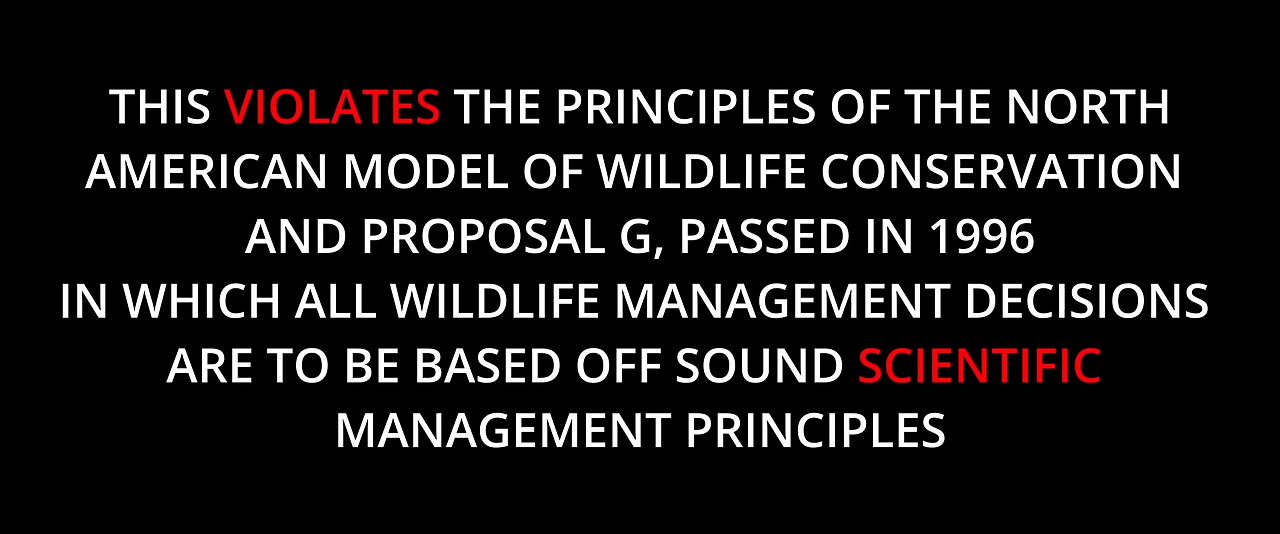 THIS VIOLATES THE PRINCIPLES OF THE NORTH
AMERICAN MODEL OF WILDLIFE CONSERVATION
AND PROPOSAL G, PASSED IN 1996
IN WHICH ALL WILDLIFE MANAGEMENT DECISIONS
ARE TO BE BASED OFF SOUND SCIENTIFIC
MANAGEMENT PRINCIPLES